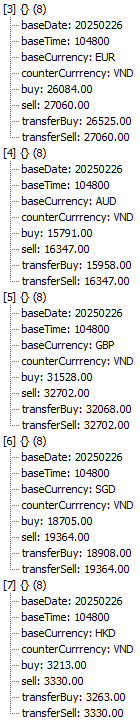 [3] {} (8)
baseDate: 20250226
baseTime: 104800
baseCurrency: EUR
counterCurrrency: VND
buy: 26084.00
sell: 27060.00
transferBuy: 26525.00
transferSell: 27060.00
[4] {} (8)
baseDate: 20250226
baseTime: 104800
baseCurrency: AUD
counterCurrrency: VND
buy: 15791.00
sell: 16347.00
transferBuy: 15958.00
transferSell: 16347.00
[5] {} (8)
baseDate: 20250226
baseTime: 104800
baseCurrency: GBP
counterCurrrency: VND
buy: 31528.00
sell: 32702.00
transferBuy: 32068.00
transferSell: 32702.00
[6] {} (8)
baseDate: 20250226
baseTime: 104800
baseCurrency: SGD
counterCurrrency: VND
buy: 18705.00
sell: 19364.00
transferBuy: 18908.00
transferSell: 19364.00
[7] {} (8)
baseDate: 20250226
baseTime: 104800
baseCurrency: HKD
counterCurrrency: VND
buy: 3213.00
sell: 3330.00
transferBuy: 3263.00
transferSell: 3330.00